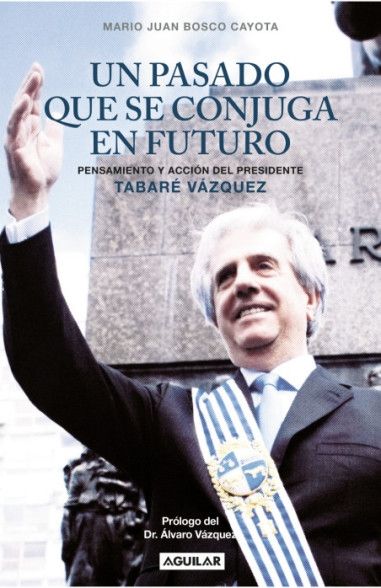 MARIO JUAN BOSCO CAYOTA
UN PASADO
QUE SE CONJUGA
EN FUTURO
PENSAMIENTO Y ACCIÓN DEL PRESIDENTE
TABARÉ VÁZQUEZ
AR
Prólogo del
Dr. Álvaro Vázquez
AGUILAR